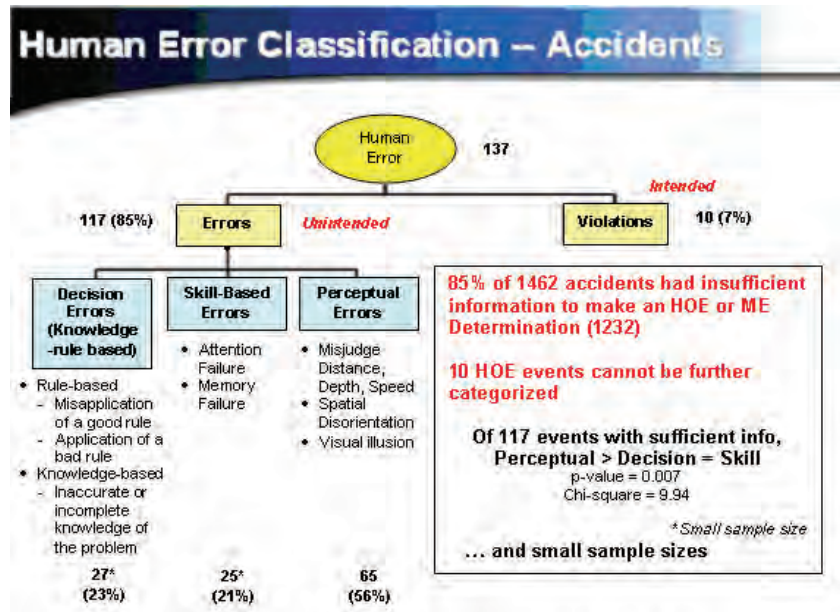 Human Error Classification – Accidents
Human
Error
137
Intended
117 (85%)
Errors
Unintended
Violations
10 (7%)
Decision
Errors
(Knowledge
-rule based)
• Rule-based
- Misapplication
of a good rule
- Application of a
bad rule
• Knowledge-based
- Inaccurate or
incomplete
knowledge of
the problem
27*
(23%)
Skill-Based
Errors
• Attention
Failure
• Memory
Failure
25*
(21%)
Perceptual
Errors
• Misjudge
Distance,
Depth, Speed
• Spatial
Disorientation
• Visual illusion
65
(56%)
85% of 1462 accidents had insufficient
information to make an HOE or ME
Determination (1232)
10 HOE events cannot be further
categorized
Of 117 events with sufficient info,
Perceptual > Decision = Skill
p-value = 0.007
Chi-square = 9.94
*Small sample size
... and small sample sizes